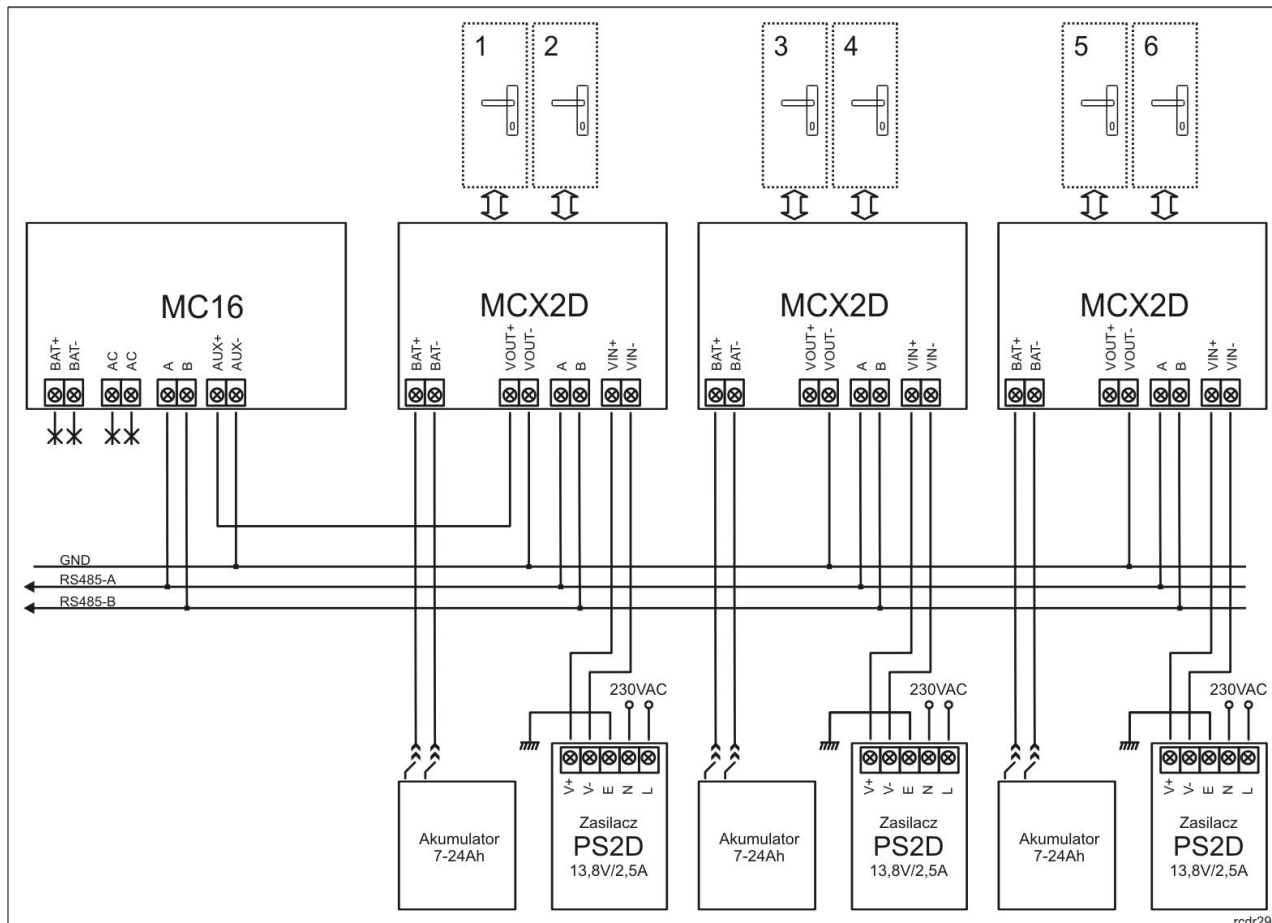 1 2 3 4 5 6
MC16
MCX2D
MCX2D
MCX2D
BAT+ BAT- AC AC A B AUX+ AUX-
BAT+ BAT- VOUT+ VOUT- A B VIN+ VIN-
BAT+ BAT- VOUT+ VOUT- A B VIN+ VIN-
BAT+ BAT- VOUT+ VOUT- A B VIN+ VIN-
GND
RS485-A
RS485-B
230VAC
230VAC
230VAC
Akumulator
7-24Ah
V+ V- E N L
Zasilacz
PS2D
13,8V/2,5A
Akumulator
7-24Ah
V+ V- E N L
Zasilacz
PS2D
13,8V/2,5A
Akumulator
7-24Ah
V+ V- E N L
Zasilacz
PS2D
13,8V/2,5A
rcdr29